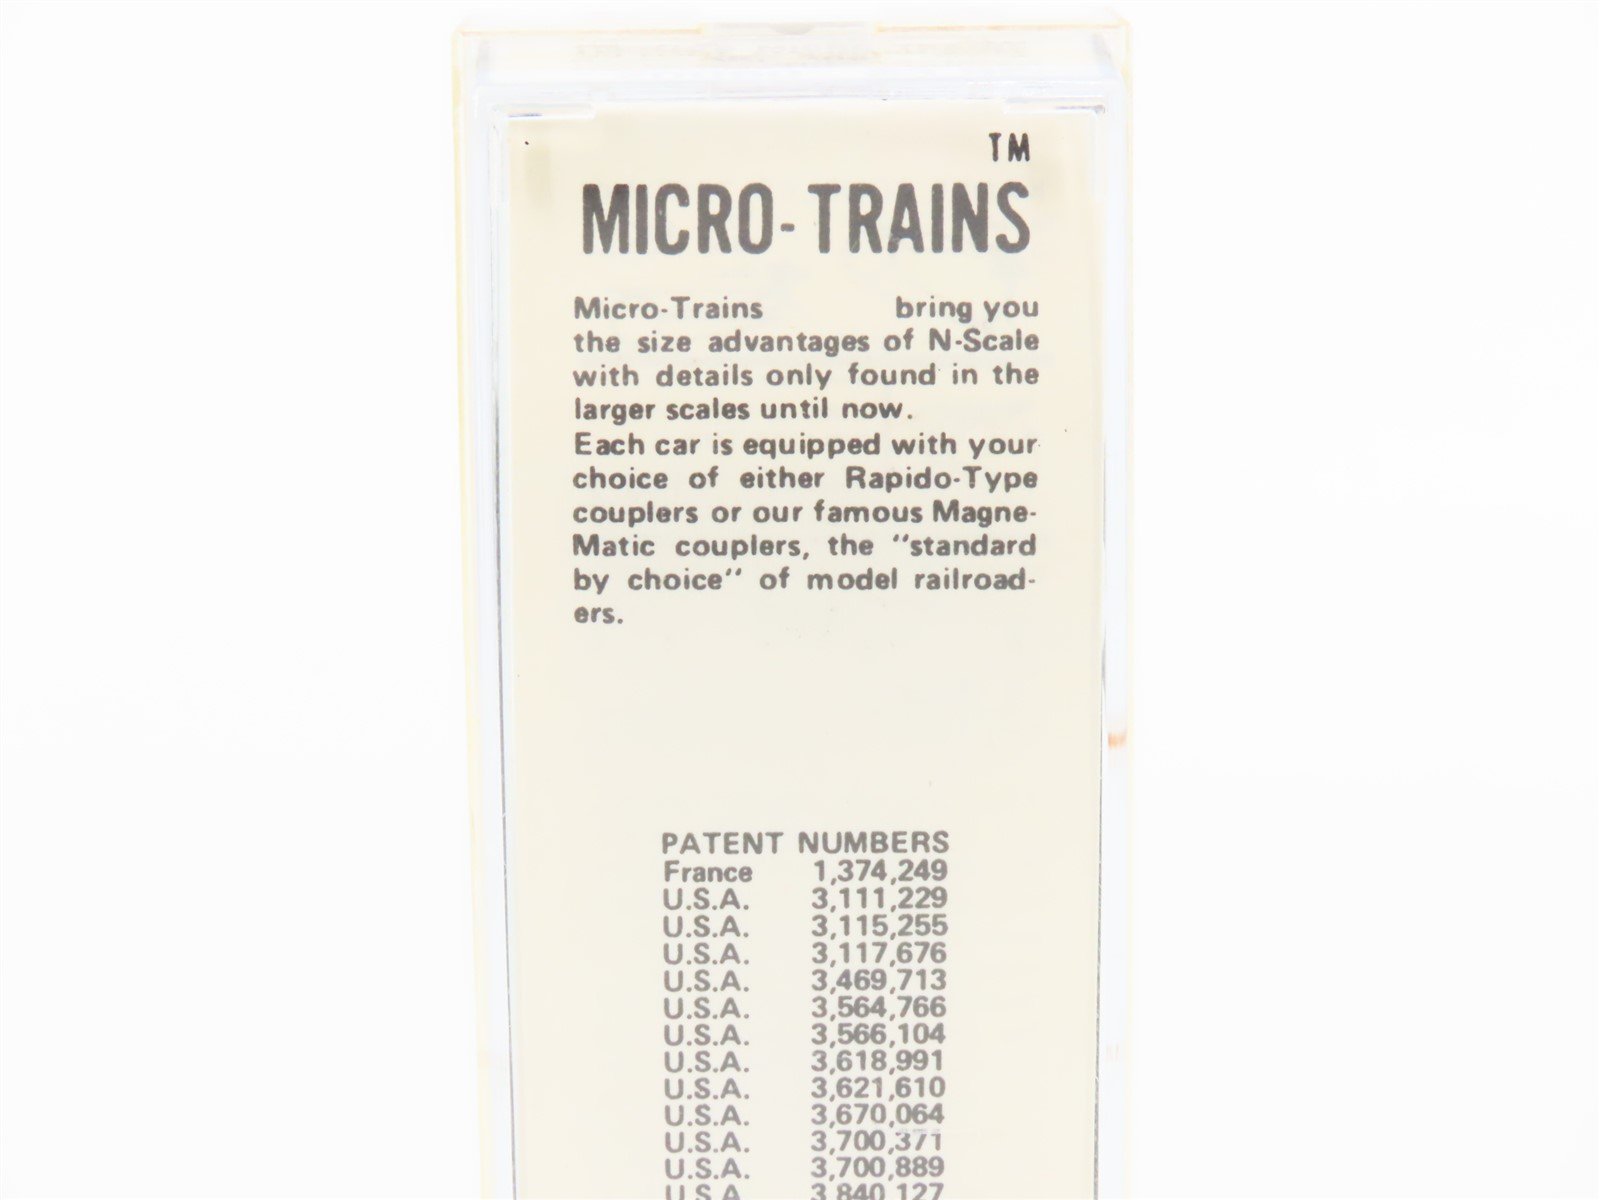 TM
MICRO-TRAINS
Micro-Trains bring you
the size advantages of N-Scale
with details only found in the
larger scales until now.
Each car is equipped with your
choice of either Rapido-Type
couplers or our famous Magne-
Matic couplers, the "standard
by choice" of model railroad-
ers.
PATENT NUMBERS
France 1,374,249
U.S.A. 3,111,229
U.S.A. 3,115,255
U.S.A. 3,117,676
U.S.A. 3,469,713
U.S.A. 3,564,766
U.S.A. 3,566,104
U.S.A. 3,618,991
U.S.A. 3,621,610
U.S.A. 3,670,064
U.S.A. 3,700,371
U.S.A. 3,700,889
U.S.A. 3,840,127